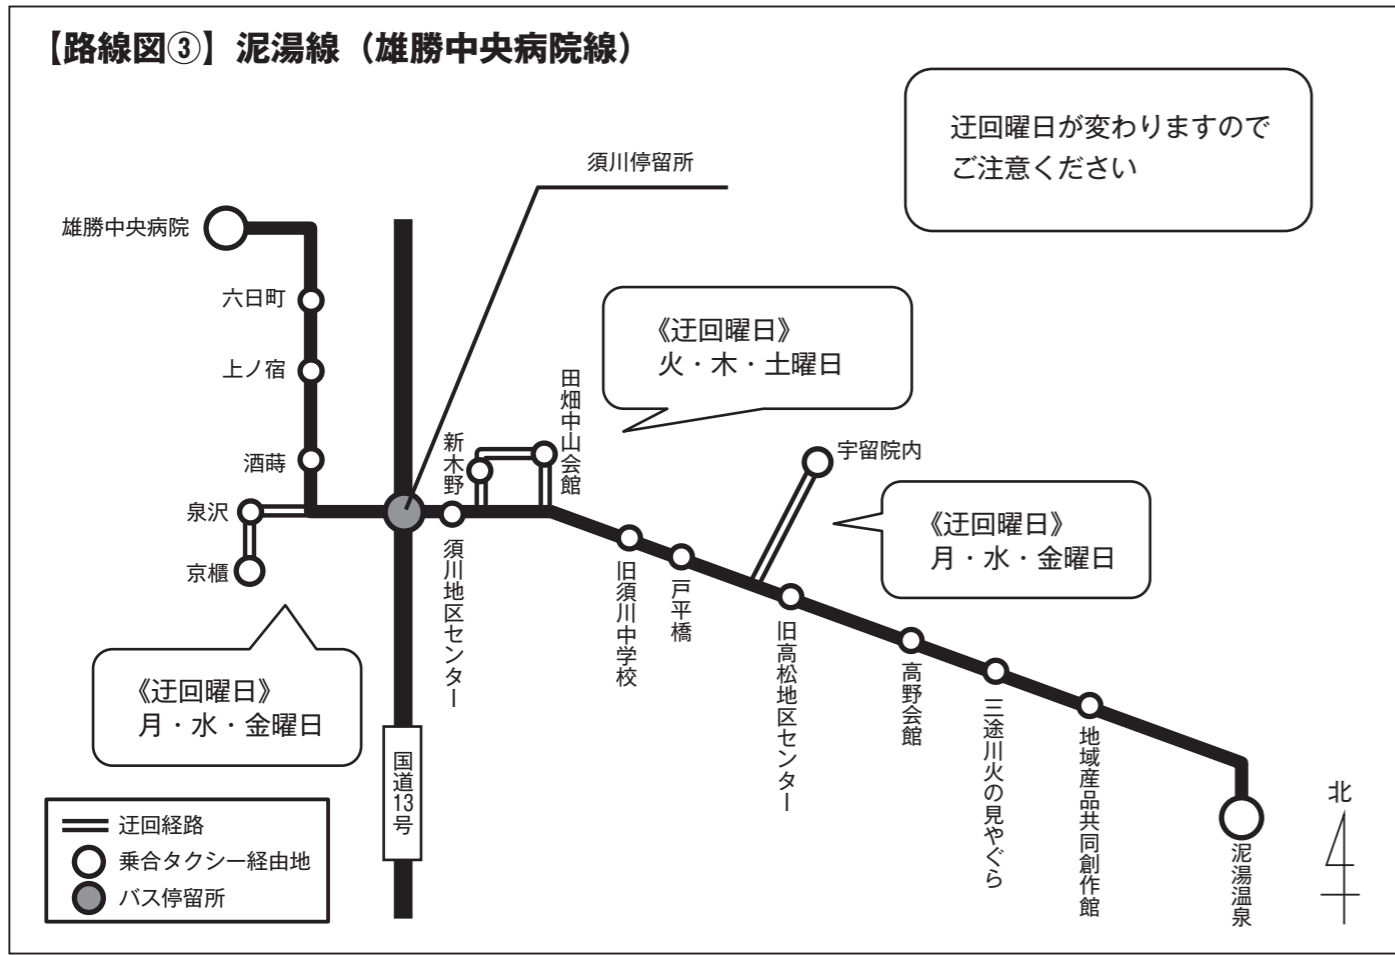 【路線図③】泥湯線（雄勝中央病院線）
迂回曜日が変わりますので
ご注意ください
須川停留所
雄勝中央病院
六日町
上ノ宿
酒蒔
泉沢
京櫃
《迂回曜日》
火・木・土曜日
田畑中山会館
新木野
宇留院内
《迂回曜日》
月・水・金曜日
須川地区センター
旧須川中学校
戸平橋
旧高松地区センター
高野会館
三途川火の見やぐら
地域産品共同創作館
泥湯温泉
《迂回曜日》
月・水・金曜日
国道13号
北
迂回経路
乗合タクシー経由地
バス停留所